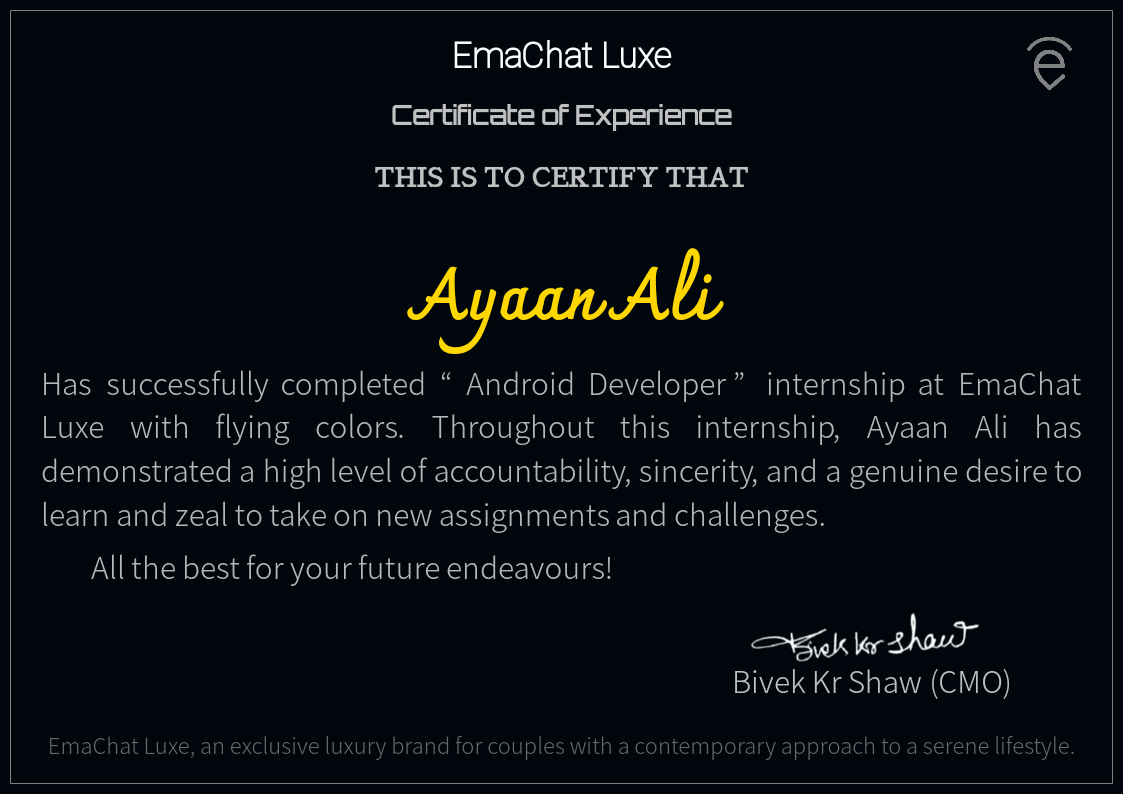 EmaChat Luxe
Certificate of Experience
THIS IS TO CERTIFY THAT
Ayaan Ali
Has successfully completed “ Android Developer ” internship at EmaChat
Luxe with flying colors. Throughout this internship, Ayaan Ali has
demonstrated a high level of accountability, sincerity, and a genuine desire to
learn and zeal to take on new assignments and challenges.
All the best for your future endeavours!
Bivek Kr Shaw
Bivek Kr Shaw (CMO)
EmaChat Luxe, an exclusive luxury brand for couples with a contemporary approach to a serene lifestyle.